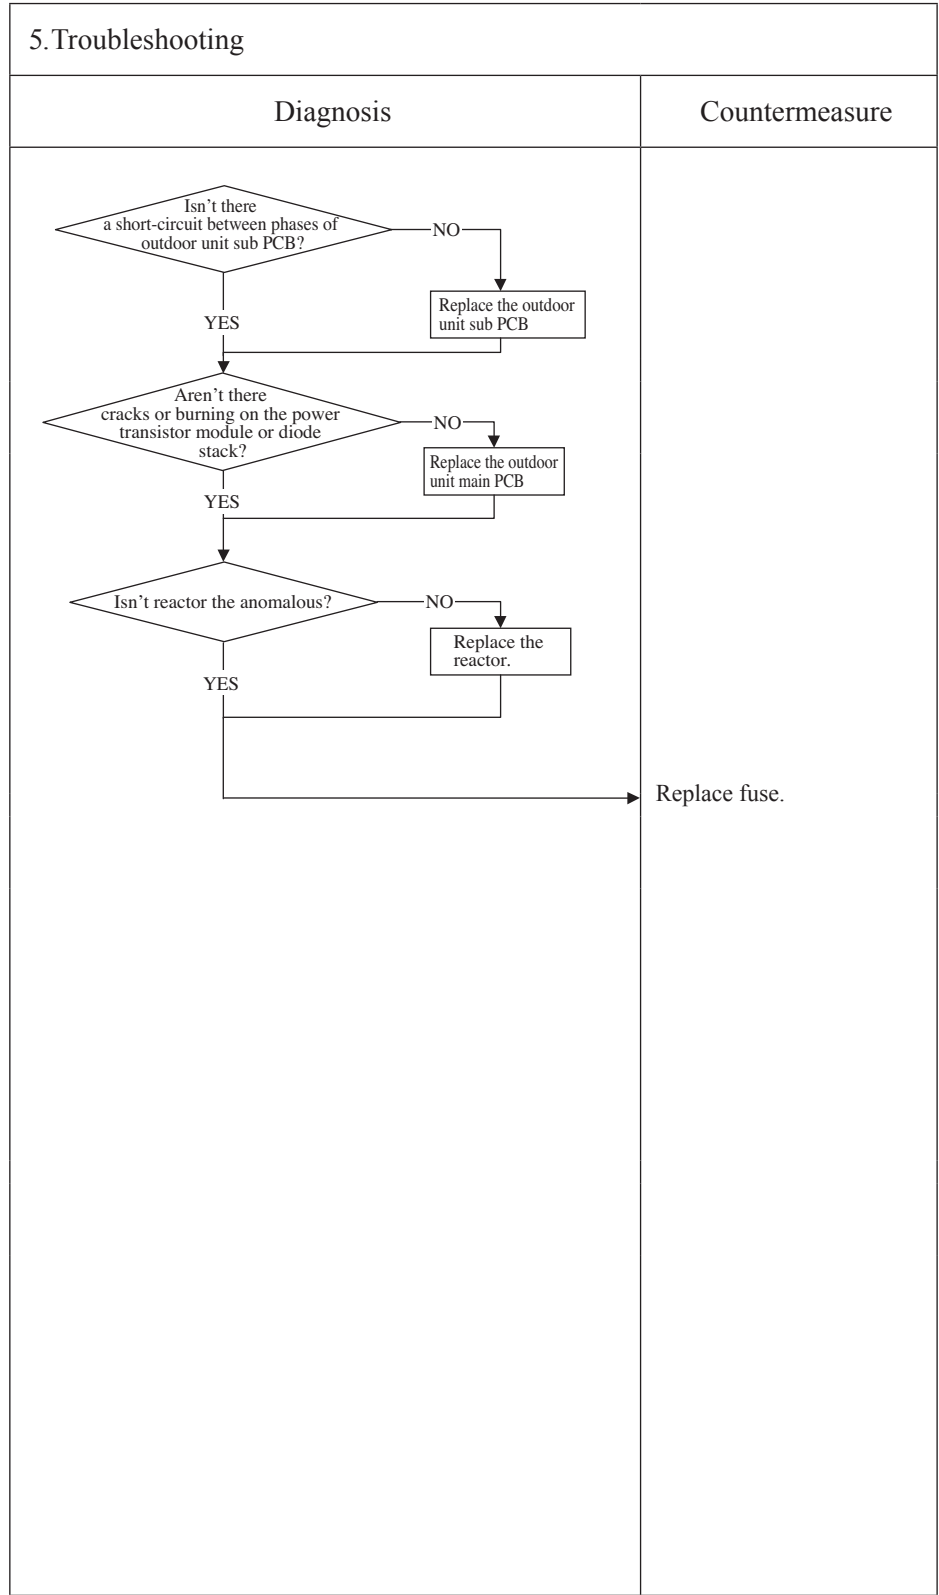 5.Troubleshooting
Diagnosis
Countermeasure
Isn’t there
a short-circuit between phases of
outdoor unit sub PCB?
NO
Replace the outdoor
unit sub PCB
YES
Aren’t there
cracks or burning on the power
transistor module or diode
stack?
NO
Replace the outdoor
unit main PCB
YES
Isn’t reactor the anomalous?
NO
Replace the
reactor.
YES
Replace fuse.